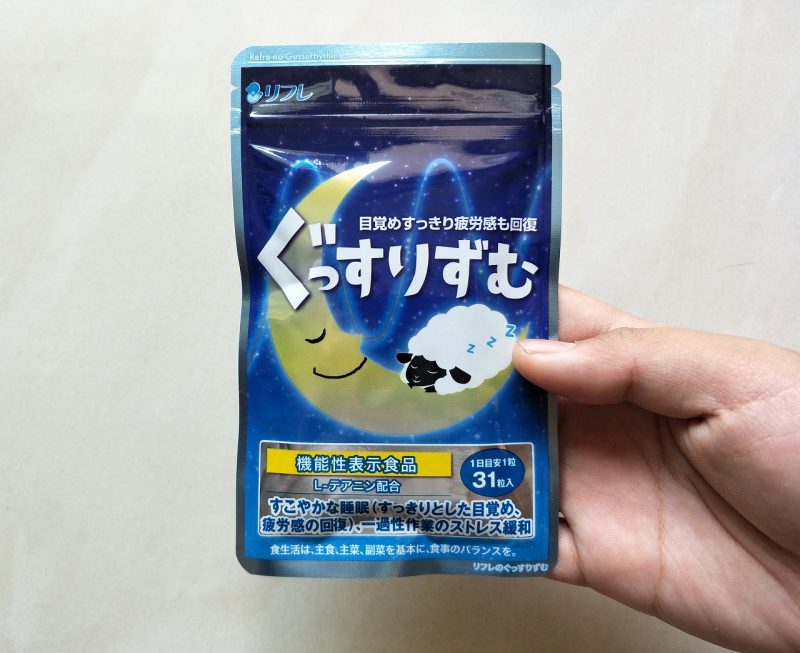 Refre no Gussurhythm
リフレ
目覚めすっきり疲労感も回復
ぐっすりずむ
z z z
機能性表示食品
L-テアニン配合
1日目安1粒
31粒入
すこやかな睡眠(すっきりとした目覚め、
疲労感の回復)、一過性作業のストレス緩和
食生活は、主食、主菜、副菜を基本に、食事のバランスを。
リフレのぐっすりずむ